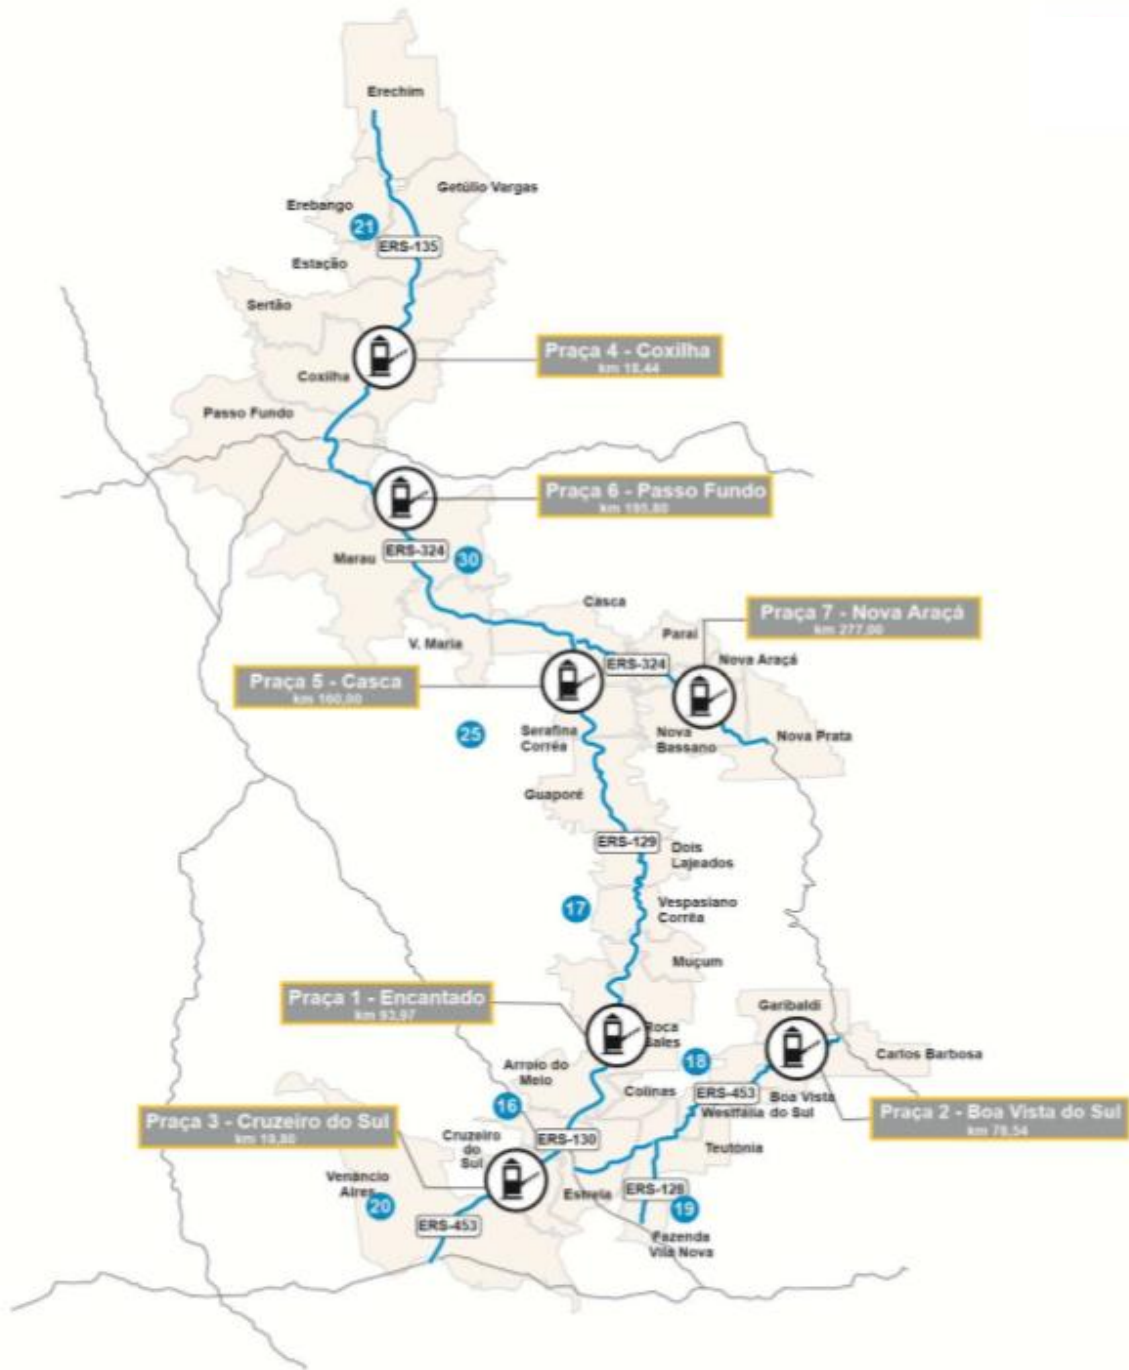 Erechim
Getúlio Vargas
Erebango
21
ERS-135
Estação
Sertão
Praça 4 - Coxilha
km 18,44
Coxilha
Passo Fundo
Praça 6 - Passo Fundo
km 195,80
ERS-324
Marau
30
Casca
Praça 7 - Nova Araçá
km 277,00
Paraí
V. Maria
ERS-324
Nova Araçá
Praça 5 - Casca
km 100,00
25
Serafina
Corrêa
Nova
Bassano
Nova Prata
Guaporé
ERS-129
Dois
Lajeados
17
Vespasiano
Corrêa
Muçum
Praça 1 - Encantado
km 93,97
Garibaldi
Roca
Sales
Carlos Barbosa
Arroio do
Meio
18
Colinas
ERS-453
Boa Vista
do Sul
Westfália
16
Praça 3 - Cruzeiro do Sul
km 19,80
Praça 2 - Boa Vista do Sul
km 78,54
Cruzeiro
do
Sul
ERS-130
Teutônia
Venâncio
Aires
20
Estrela
ERS-128
19
ERS-453
Fazenda
Vila Nova